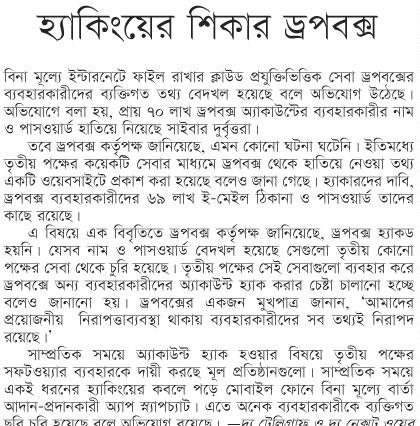 হ্যাকিংয়ের শিকার ড্রপবক্স
বিনা মূল্যে ইন্টারনেটে ফাইল রাখার ক্লাউড প্রযুক্তিভিত্তিক সেবা ড্রপবক্সের
ব্যবহারকারীদের ব্যক্তিগত তথ্য বেদখল হয়েছে বলে অভিযোগ উঠেছে।
অভিযোগে বলা হয়, প্রায় ৭০ লাখ ড্রপবক্স অ্যাকাউন্টের ব্যবহারকারীর নাম
ও পাসওয়ার্ড হাতিয়ে নিয়েছে সাইবার দুর্বৃত্তরা।
তবে ড্রপবক্স কর্তৃপক্ষ জানিয়েছে, এমন কোনো ঘটনা ঘটেনি। ইতিমধ্যে
তৃতীয় পক্ষের কয়েকটি সেবার মাধ্যমে ড্রপবক্স থেকে হাতিয়ে নেওয়া তথ্য
একটি ওয়েবসাইটে প্রকাশ করা হয়েছে বলেও জানা গেছে। হ্যাকারদের দাবি,
ড্রপবক্স ব্যবহারকারীদের ৬৯ লাখ ই-মেইল ঠিকানা ও পাসওয়ার্ড তাদের
কাছে রয়েছে।
এ বিষয়ে এক বিবৃতিতে ড্রপবক্স কর্তৃপক্ষ জানিয়েছে, ড্রপবক্স হ্যাকড
হয়নি। যেসব নাম ও পাসওয়ার্ড বেদখল হয়েছে সেগুলো তৃতীয় কোনো
পক্ষের সেবা থেকে চুরি হয়েছে। তৃতীয় পক্ষের সেই সেবাগুলো ব্যবহার করে
ড্রপবক্সে অন্য ব্যবহারকারীদের অ্যাকাউন্ট হ্যাক করার চেষ্টা চালানো হচ্ছে
বলেও জানানো হয়। ড্রপবক্সের একজন মুখপাত্র জানান, ‘আমাদের
প্রয়োজনীয় নিরাপত্তাব্যবস্থা থাকায় ব্যবহারকারীদের সব তথ্যই নিরাপদ
রয়েছে।’
সাম্প্রতিক সময়ে অ্যাকাউন্ট হ্যাক হওয়ার বিষয়ে তৃতীয় পক্ষের
সফটওয়্যার ব্যবহারকে দায়ী করছে মূল প্রতিষ্ঠানগুলো। সাম্প্রতিক সময়ে
একই ধরনের হ্যাকিংয়ের কবলে পড়ে মোবাইল ফোনে বিনা মূল্যে বার্তা
আদান-প্রদানকারী অ্যাপ স্ন্যাপচ্যাট। এতে অনেক ব্যবহারকারীকে ব্যক্তিগত
ছবি চুরি হয়েছে বলে অভিযোগ রয়েছে। —দ্য টেলিগ্রাফ ও দ্য নেক্সট ওয়েব